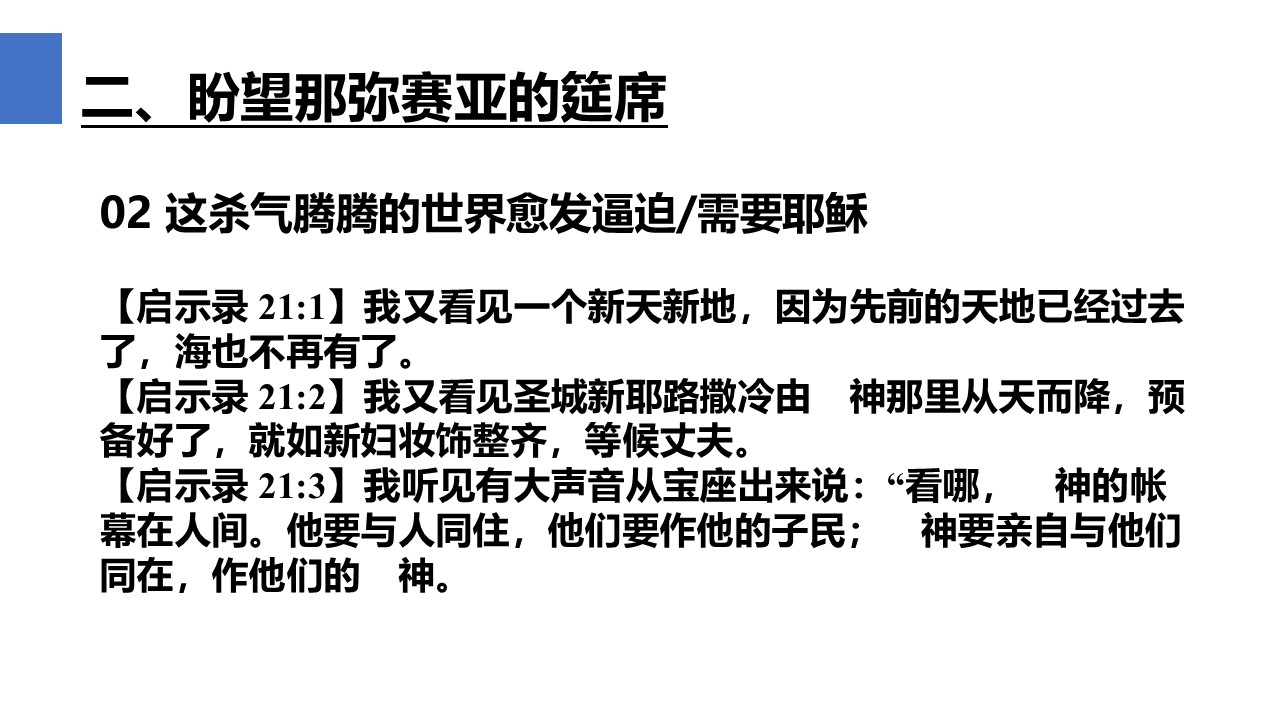 二、盼望那弥赛亚的筵席
02 这杀气腾腾的世界愈发逼迫/需要耶稣
【启示录 21:1】我又看见一个新天新地，因为先前的天地已经过去
了，海也不再有了。
【启示录 21:2】我又看见圣城新耶路撒冷由　神那里从天而降，预
备好了，就如新妇妆饰整齐，等候丈夫。
【启示录 21:3】我听见有大声音从宝座出来说：“看哪，　神的帐
幕在人间。他要与人同住，他们要作他的子民；　神要亲自与他们
同在，作他们的　神。